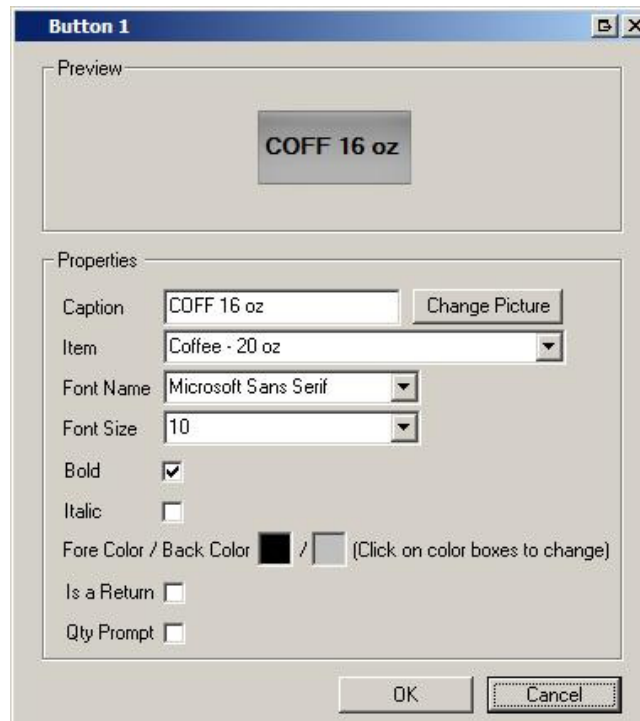 Button 1
Preview
COFF 16 oz
Properties
Caption COFF 16 oz Change Picture
Item Coffee - 20 oz
Font Name Microsoft Sans Serif
Font Size 10
Bold
Italic
Fore Color / Back Color / (Click on color boxes to change)
Is a Return
Qty Prompt
OK Cancel